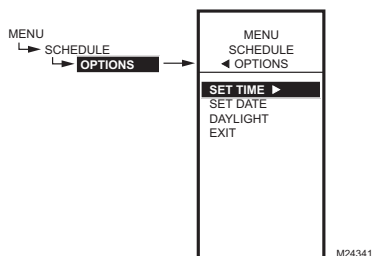 MENU
SCHEDULE
OPTIONS
MENU
SCHEDULE
◀ OPTIONS
SET TIME ▶
SET DATE
DAYLIGHT
EXIT
M24341